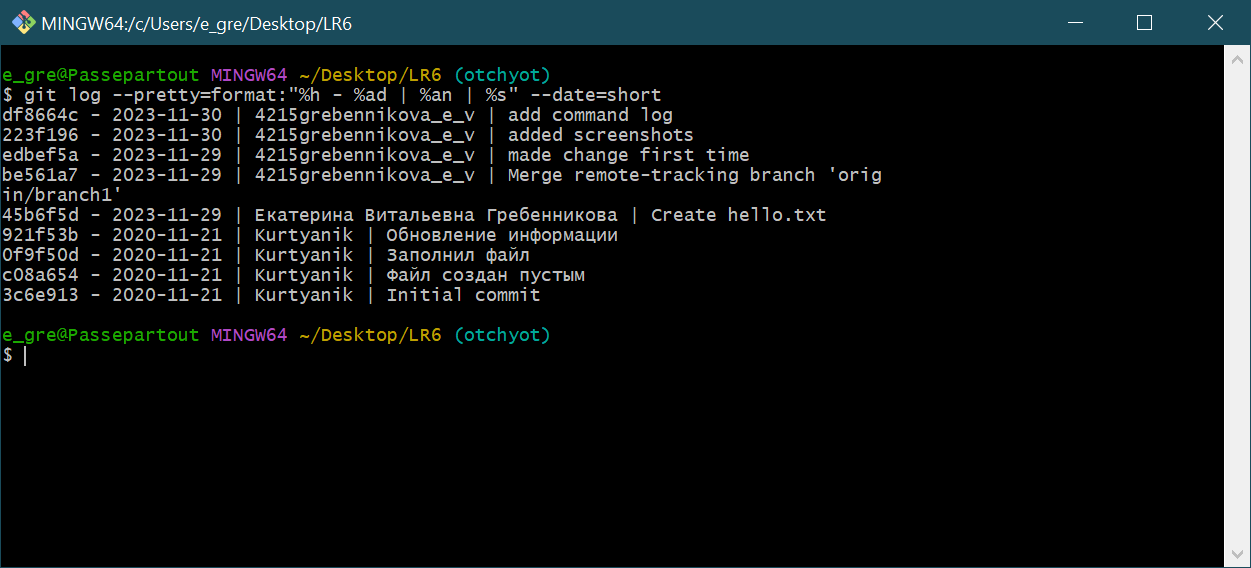 MINGW64:/c/Users/e_gre/Desktop/LR6
e_gre@Passepartout MINGW64 ~/Desktop/LR6 (otchyot)
$ git log --pretty=format:"%h - %ad | %an | %s" --date=short
df8664c - 2023-11-30 | 4215grebennikova_e_v | add command log
223f196 - 2023-11-30 | 4215grebennikova_e_v | added screenshots
edbef5a - 2023-11-29 | 4215grebennikova_e_v | made change first time
be561a7 - 2023-11-29 | 4215grebennikova_e_v | Merge remote-tracking branch 'orig
in/branch1'
45b6f5d - 2023-11-29 | Екатерина Витальевна Гребенникова | Create hello.txt
921f53b - 2020-11-21 | Kurtyanik | Обновление информации
0f9f50d - 2020-11-21 | Kurtyanik | Заполнил файл
c08a654 - 2020-11-21 | Kurtyanik | Файл создан пустым
3c6e913 - 2020-11-21 | Kurtyanik | Initial commit
e_gre@Passepartout MINGW64 ~/Desktop/LR6 (otchyot)
$